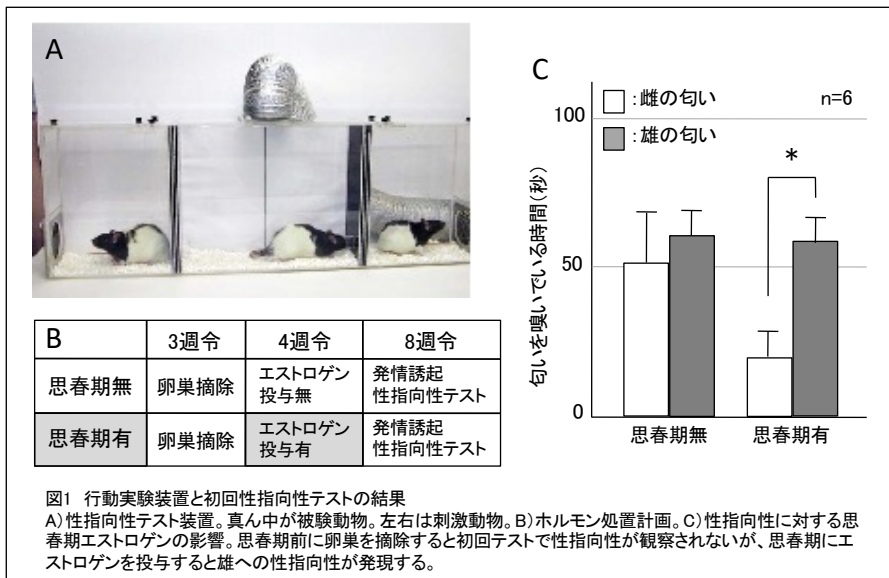 A
C
□:雌の匂い
■:雄の匂い
n=6
*
匂いを嗅いでいる時間(秒)
100
50
0
思春期無
思春期有
B
3週令
4週令
8週令
思春期無
卵巣摘除
エストロゲン
投与無
発情誘起
性指向性テスト
思春期有
卵巣摘除
エストロゲン
投与有
発情誘起
性指向性テスト
図1 行動実験装置と初回性指向性テストの結果
A)性指向性テスト装置。真ん中が被験動物。左右は刺激動物。B)ホルモン処置計画。C)性指向性に対する思
春期エストロゲンの影響。思春期前に卵巣を摘除すると初回テストで性指向性が観察されないが、思春期にエ
ストロゲンを投与すると雄への性指向性が発現する。